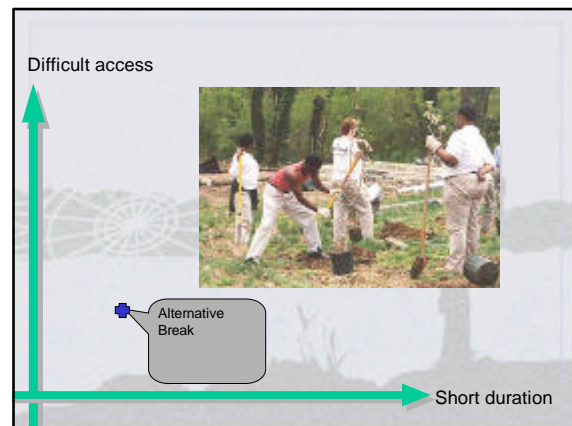 Difficult access
Alternative
Break
Short duration